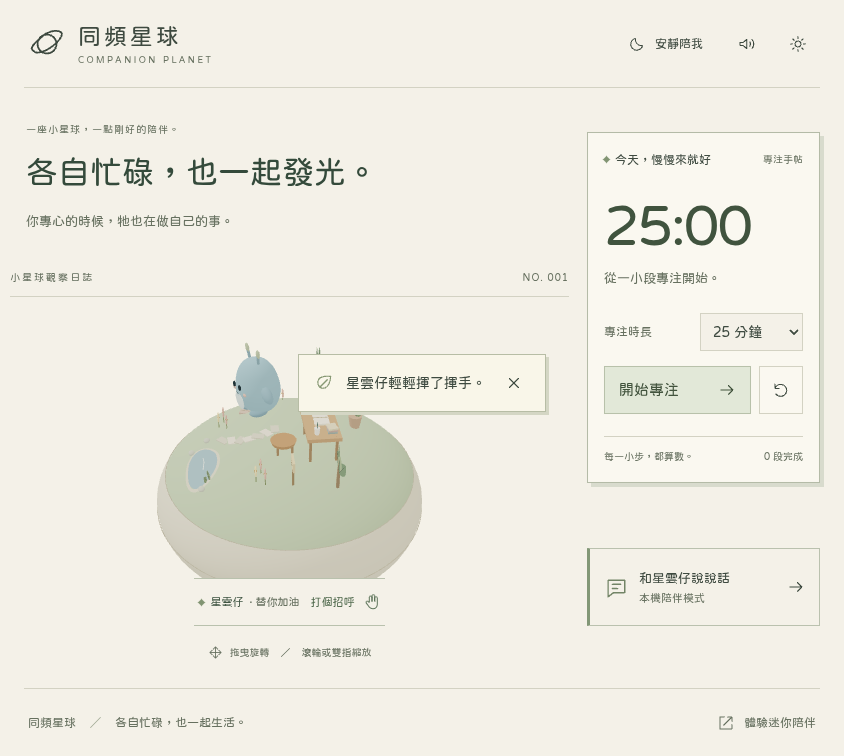 同頻星球
COMPANION PLANET
安靜陪我
一座小星球，一點剛好的陪伴。
各自忙碌，也一起發光。
你專心的時候，牠也在做自己的事。
小星球觀察日誌
NO. 001
今天，慢慢來就好
專注手帖
25:00
從一小段專注開始。
專注時長
25 分鐘
開始專注
每一小步，都算數。
0 段完成
星雲仔輕輕揮了揮手。
星雲仔 · 替你加油
打個招呼
拖曳旋轉 ／ 滾輪或雙指縮放
和星雲仔說說話
本機陪伴模式
同頻星球 ／ 各自忙碌，也一起生活。
體驗迷你陪伴